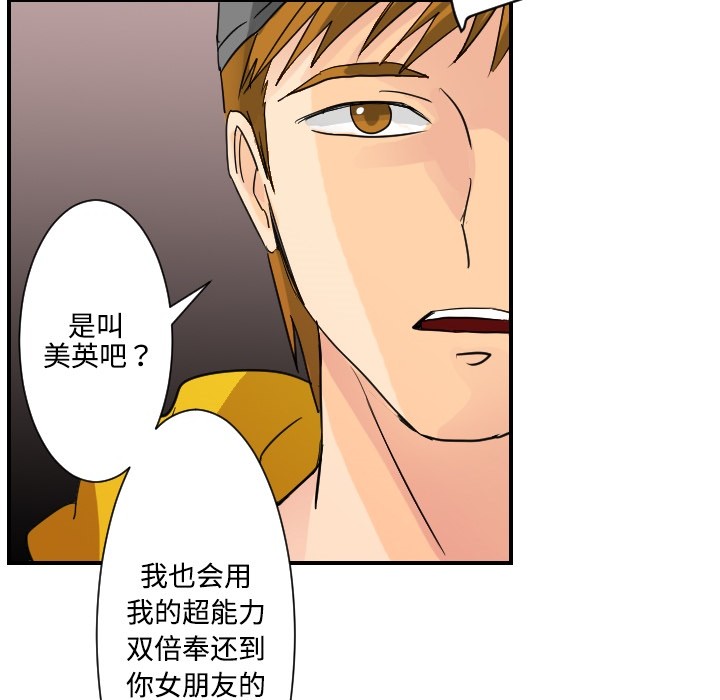 是叫
美英吧？
我也会用
我的超能力
双倍奉还到
你女朋友的